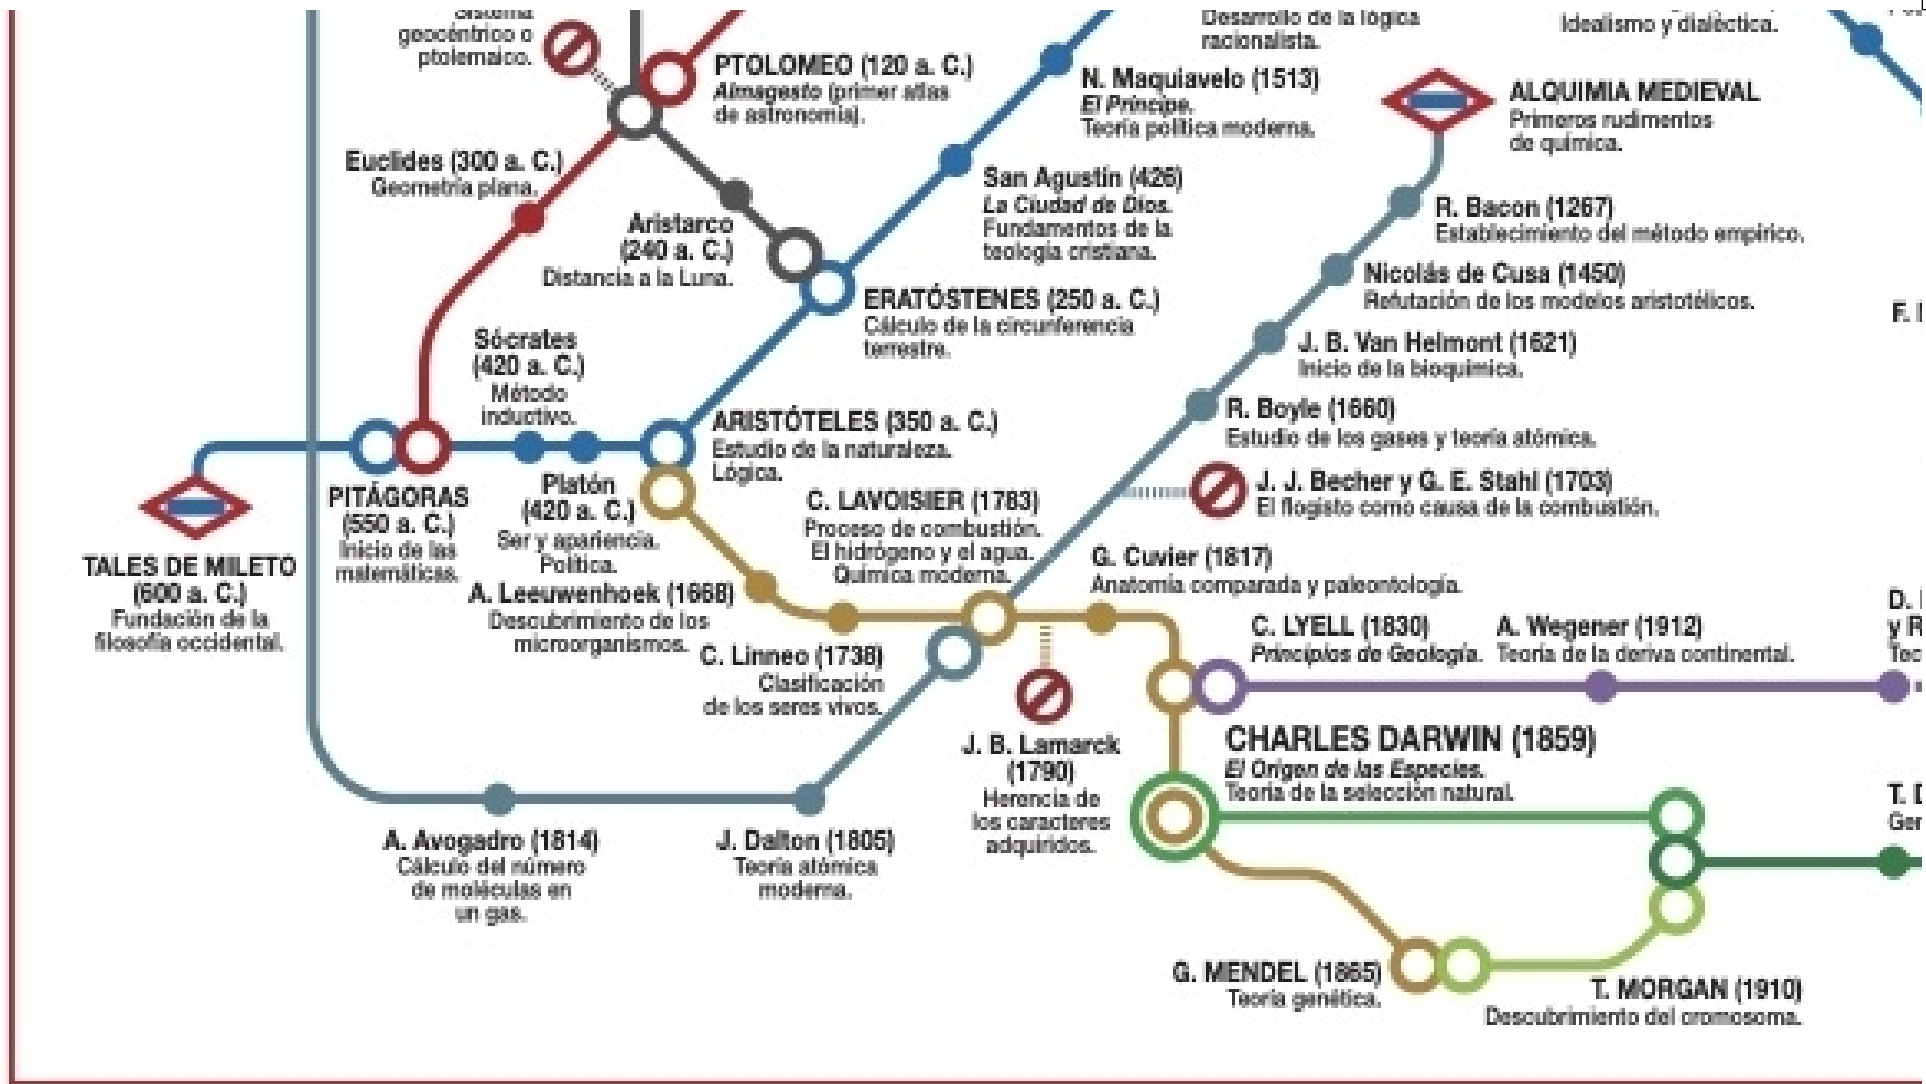 Sistema
geocéntrico o
ptolemaico.
PTOLOMEO (120 a. C.)
Almagesto (primer atlas
de astronomía).
Desarrollo de la lógica
racionalista.
Idealismo y dialéctica.
N. Maquiavelo (1513)
El Príncipe.
Teoría política moderna.
ALQUIMIA MEDIEVAL
Primeros rudimentos
de química.
Euclides (300 a. C.)
Geometría plana.
San Agustín (426)
La Ciudad de Dios.
Fundamentos de la
teología cristiana.
R. Bacon (1267)
Establecimiento del método empírico.
Aristarco
(240 a. C.)
Distancia a la Luna.
Nicolás de Cusa (1450)
Refutación de los modelos aristotélicos.
ERATÓSTENES (250 a. C.)
Cálculo de la circunferencia
terrestre.
F.
J. B. Van Helmont (1621)
Inicio de la bioquímica.
Sócrates
(420 a. C.)
Método
inductivo.
R. Boyle (1660)
Estudio de los gases y teoría atómica.
ARISTÓTELES (350 a. C.)
Estudio de la naturaleza.
Lógica.
J. J. Becher y G. E. Stahl (1703)
El flogisto como causa de la combustión.
PITÁGORAS
(550 a. C.)
Inicio de las
matemáticas.
Platón
(420 a. C.)
Ser y apariencia.
Política.
C. LAVOISIER (1783)
Proceso de combustión.
El hidrógeno y el agua.
Química moderna.
TALES DE MILETO
(600 a. C.)
Fundación de la
filosofía occidental.
G. Cuvier (1817)
Anatomía comparada y paleontología.
A. Leeuwenhoek (1668)
Descubrimiento de los
microorganismos.
C. LYELL (1830)
Principios de Geología.
A. Wegener (1912)
Teoría de la deriva continental.
D.
y R
Teo
C. Linneo (1738)
Clasificación
de los seres vivos.
J. B. Lamarck
(1790)
Herencia de
los caracteres
adquiridos.
CHARLES DARWIN (1859)
El Origen de las Especies.
Teoría de la selección natural.
T. D
Gen
A. Avogadro (1814)
Cálculo del número
de moléculas en
un gas.
J. Dalton (1805)
Teoría atómica
moderna.
G. MENDEL (1865)
Teoría genética.
T. MORGAN (1910)
Descubrimiento del cromosoma.